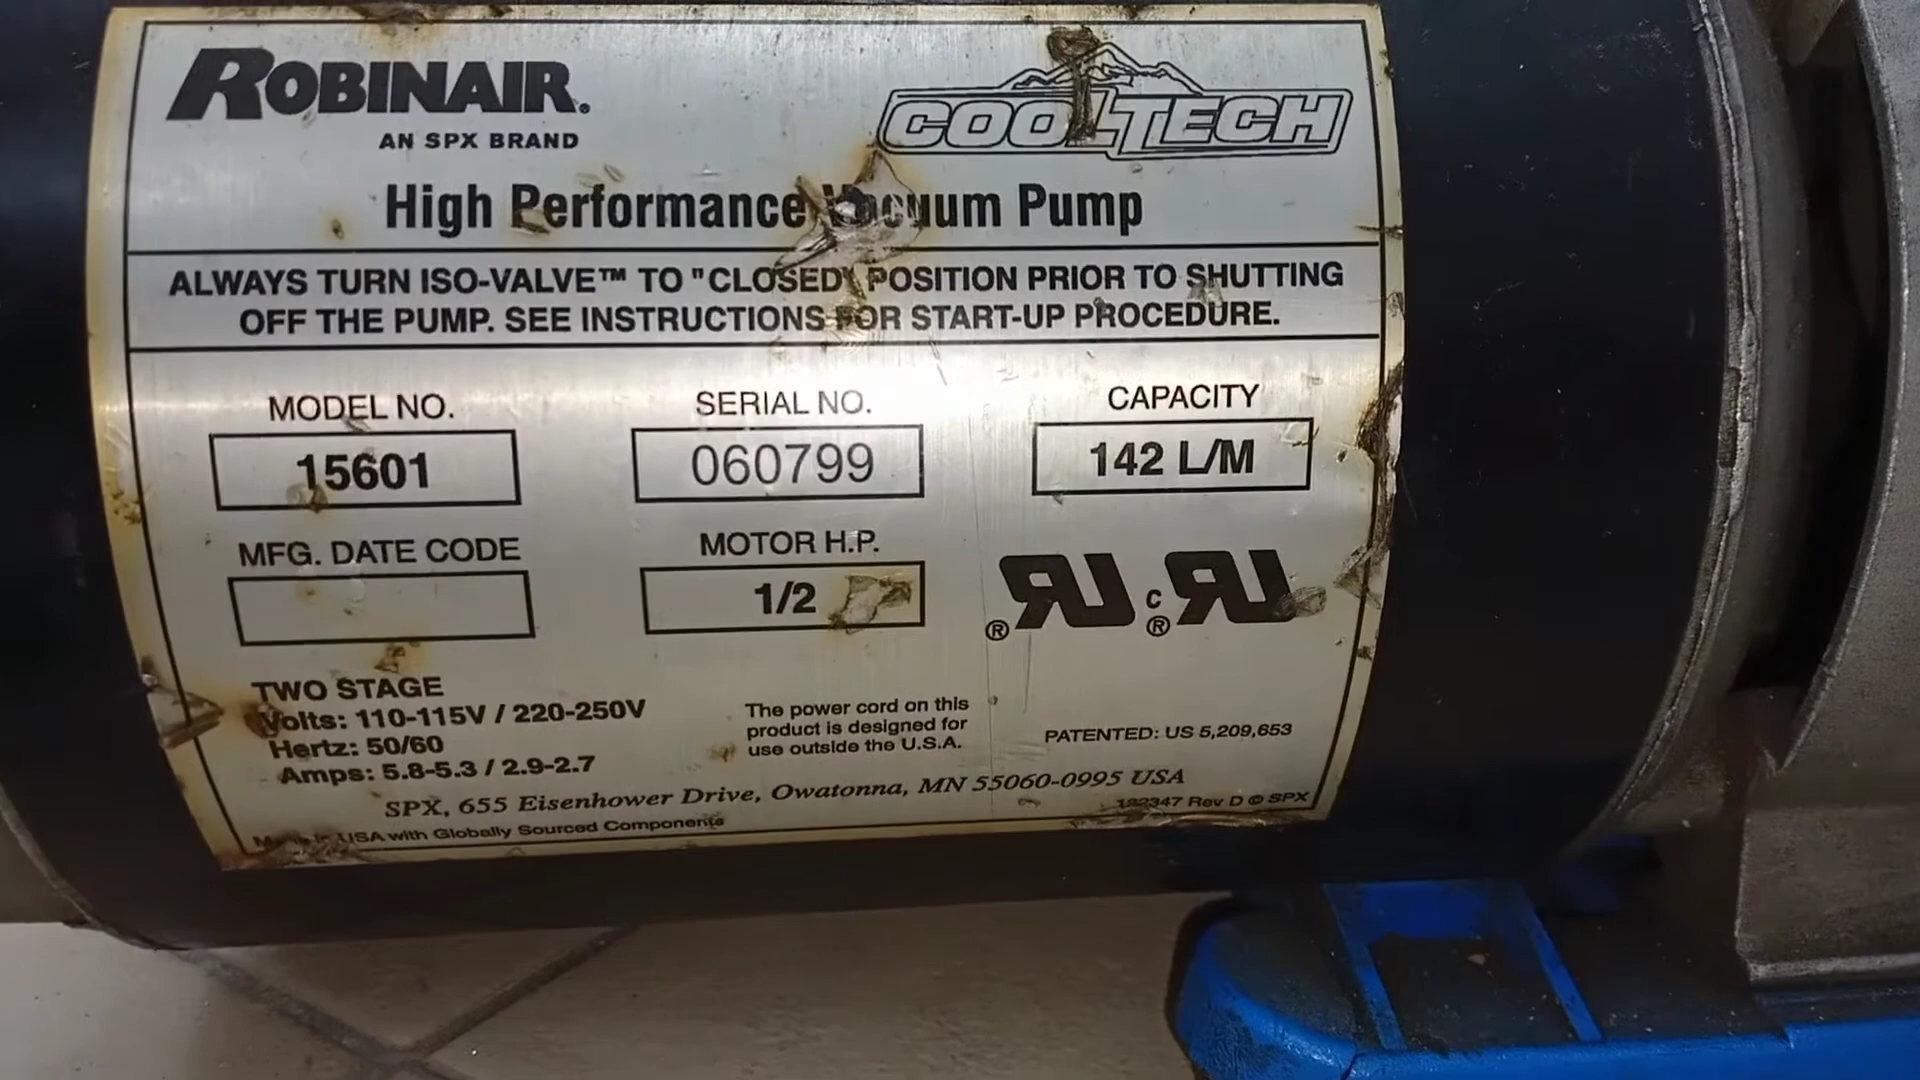 ROBINAIR®
AN SPX BRAND
COOLTECH
High Performance Vacuum Pump
ALWAYS TURN ISO-VALVE™ TO "CLOSED" POSITION PRIOR TO SHUTTING
OFF THE PUMP. SEE INSTRUCTIONS FOR START-UP PROCEDURE.
MODEL NO. SERIAL NO. CAPACITY
15601 060799 142 L/M
MFG. DATE CODE MOTOR H.P.
1/2
®
c ®
TWO STAGE
Volts: 110-115V / 220-250V
Hertz: 50/60
Amps: 5.8-5.3 / 2.9-2.7
The power cord on this
product is designed for
use outside the U.S.A.
PATENTED: US 5,209,653
SPX, 655 Eisenhower Drive, Owatonna, MN 55060-0995 USA
Made in USA with Globally Sourced Components
Rev D © SPX